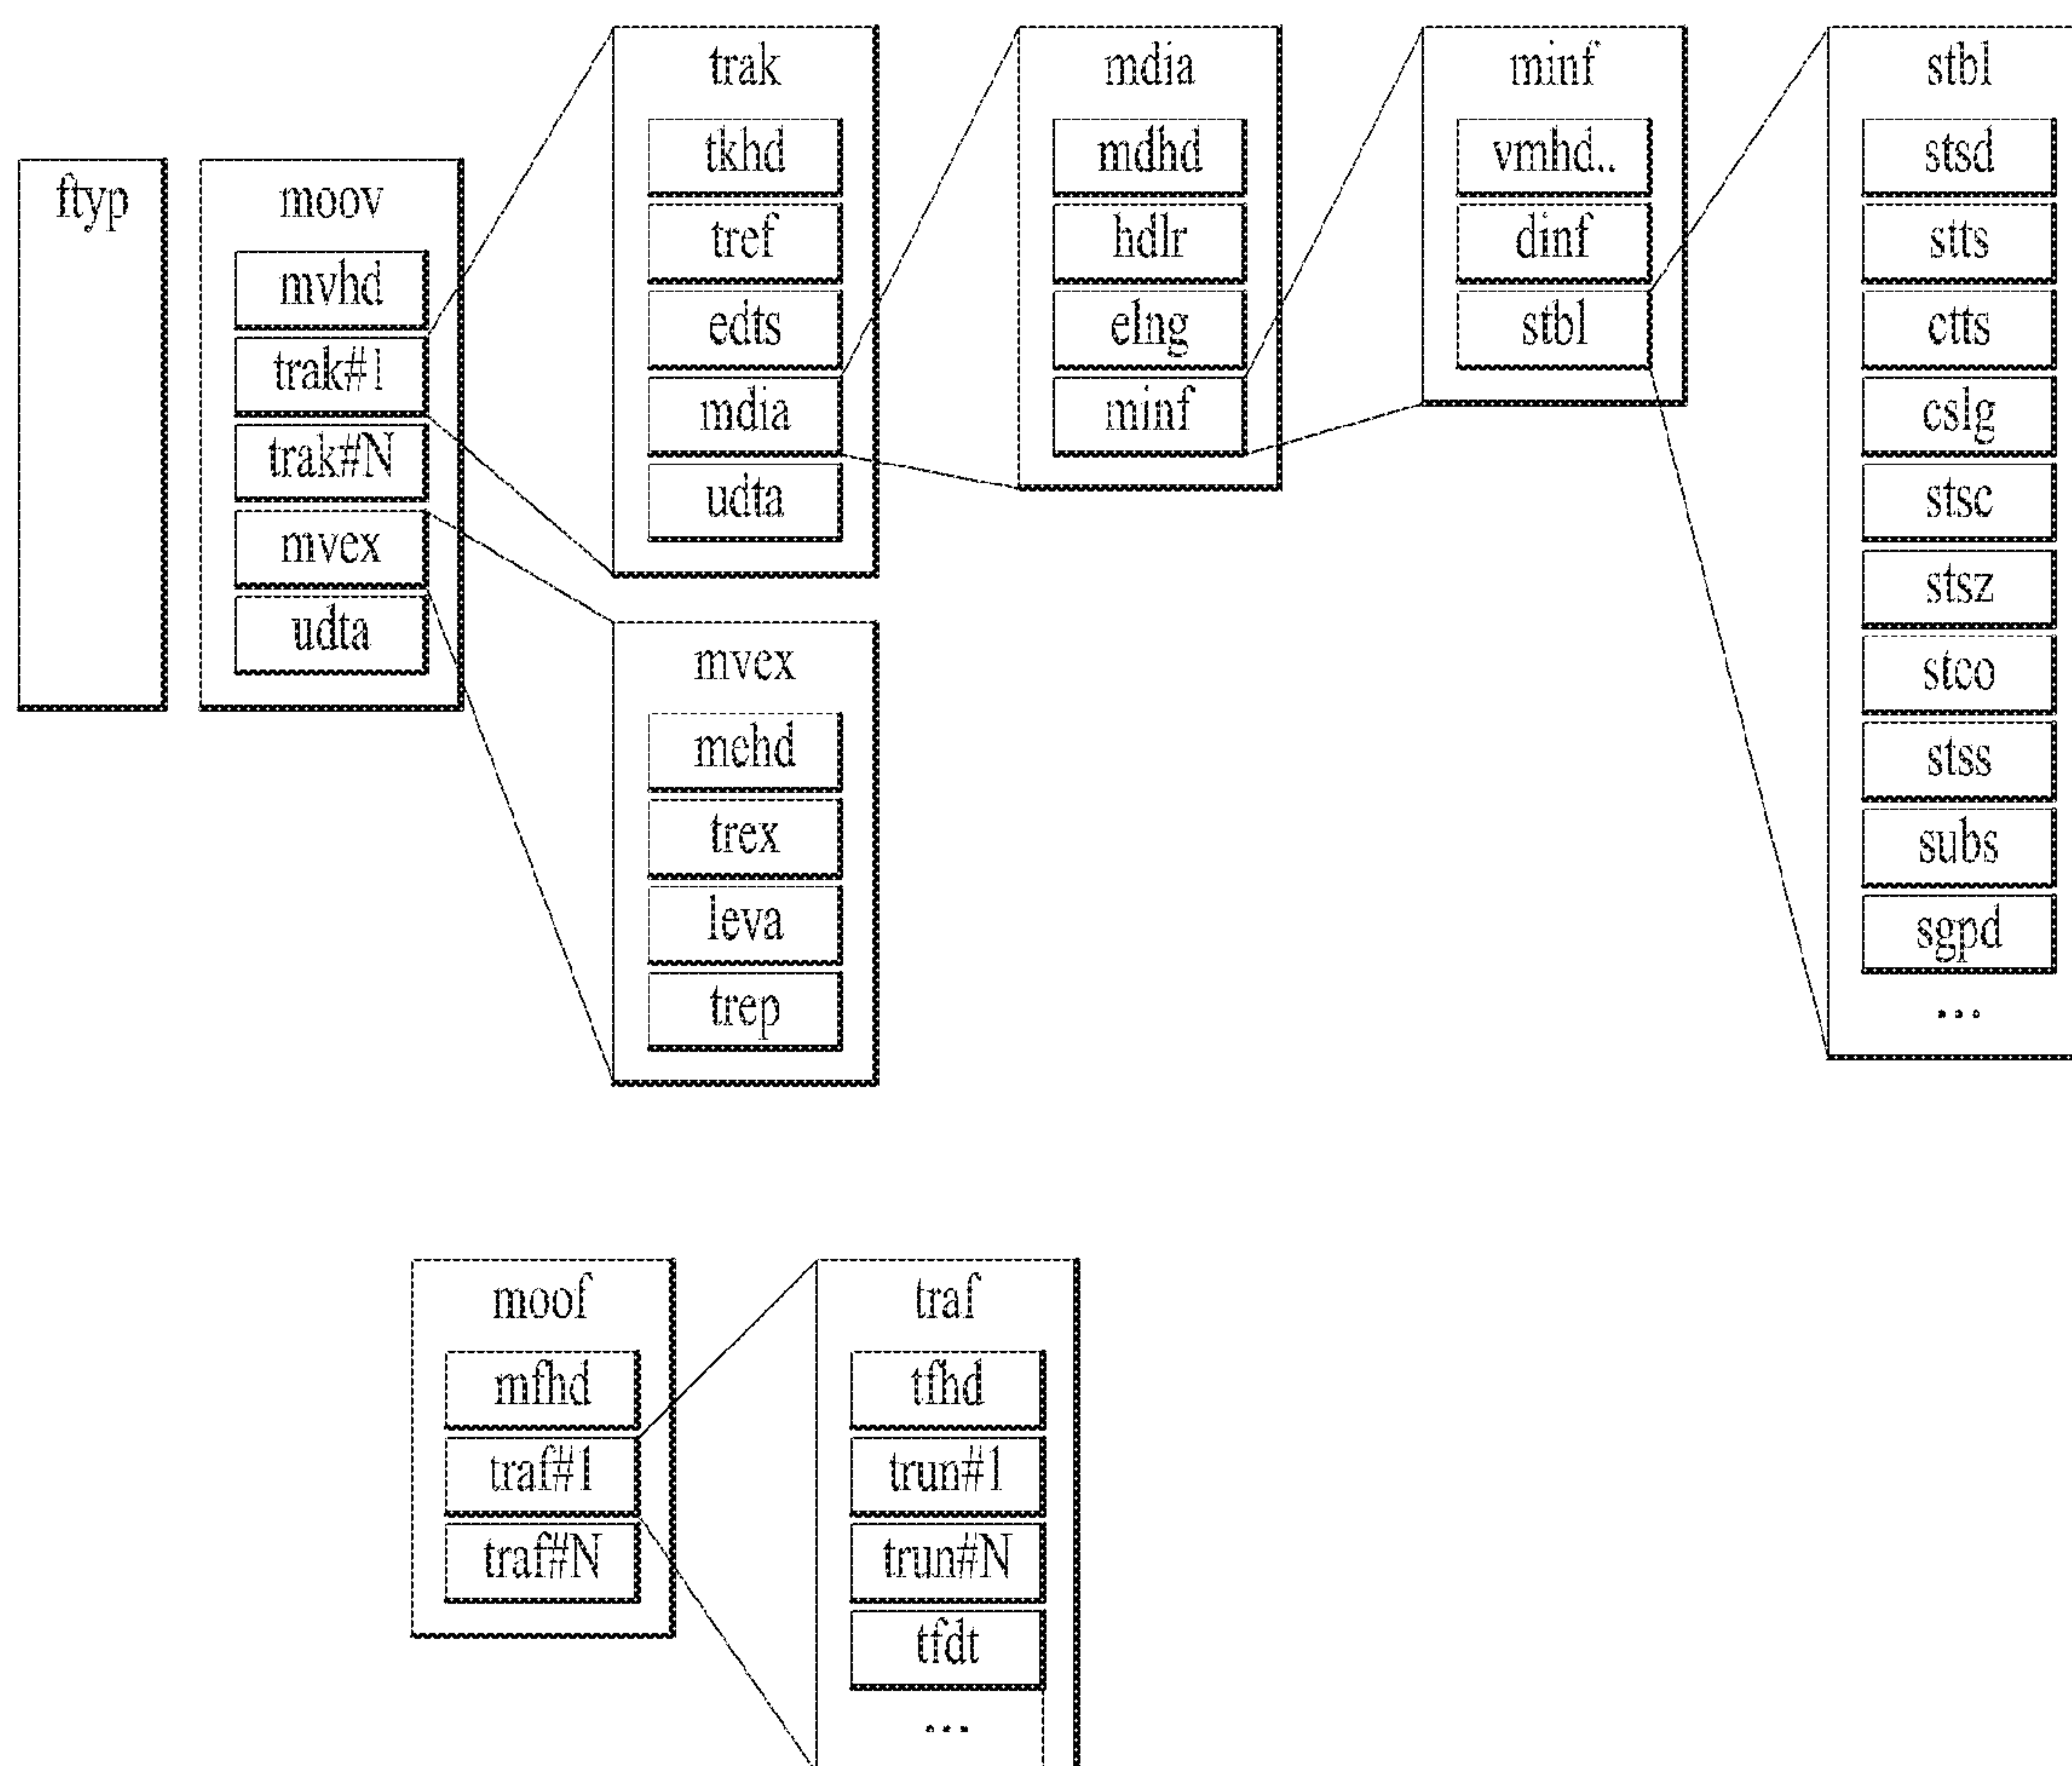 ftyp
moov
mvhd
trak#1
trak#N
mvex
udta
trak
tkhd
tref
edts
mdia
udta
mvex
mehd
trex
leva
trep
mdia
mdhd
hdlr
elng
minf
minf
vmhd..
dinf
stbl
stbl
stsd
stts
ctts
cslg
stsc
stsz
stco
stss
subs
sgpd
...
moof
mfhd
traf#1
traf#N
traf
tfhd
trun#1
trun#N
tfdt
...